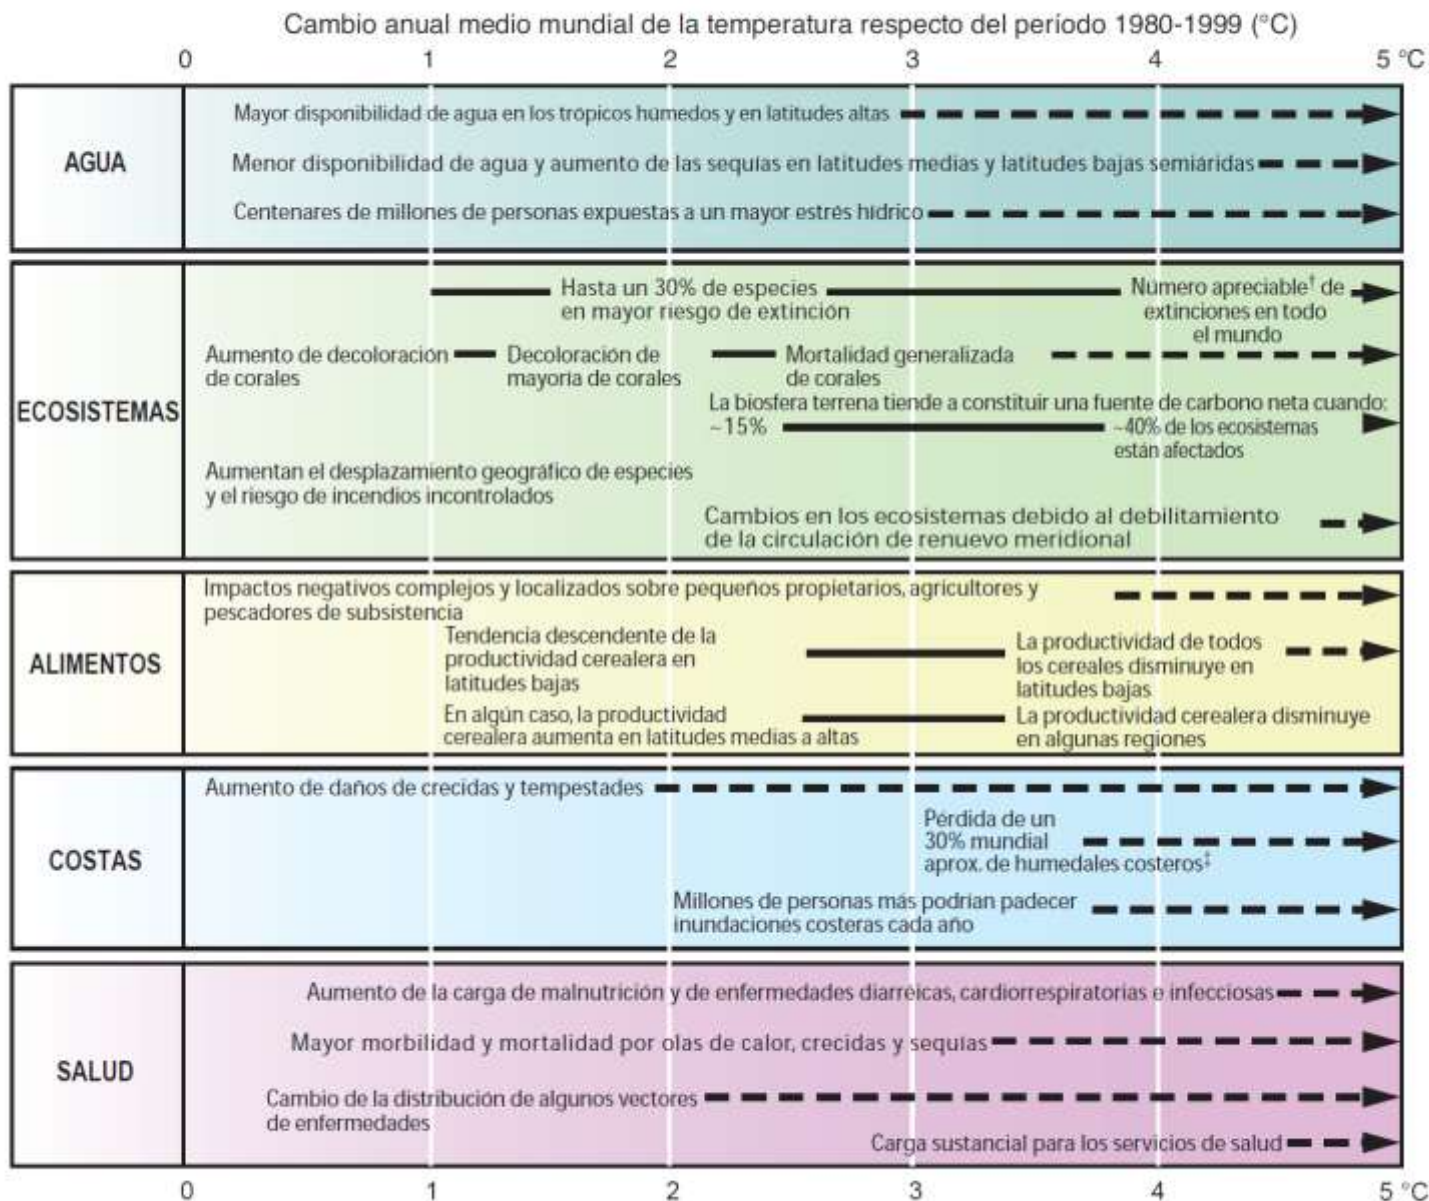 Cambio anual medio mundial de la temperatura respecto del período 1980-1999 (°C)
0 1 2 3 4 5 °C
AGUA
Mayor disponibilidad de agua en los trópicos húmedos y en latitudes altas
Menor disponibilidad de agua y aumento de las sequías en latitudes medias y latitudes bajas semiáridas
Centenares de millones de personas expuestas a un mayor estrés hídrico
ECOSISTEMAS
Hasta un 30% de especies
en mayor riesgo de extinción
Número apreciable† de
extinciones en todo
el mundo
Aumento de decoloración
de corales
Decoloración de
mayoría de corales
Mortalidad generalizada
de corales
La biosfera terrena tiende a constituir una fuente de carbono neta cuando:
~15%
~40% de los ecosistemas
están afectados
Aumentan el desplazamiento geográfico de especies
y el riesgo de incendios incontrolados
Cambios en los ecosistemas debido al debilitamiento
de la circulación de renuevo meridional
ALIMENTOS
Impactos negativos complejos y localizados sobre pequeños propietarios, agricultores y
pescadores de subsistencia
Tendencia descendente de la
productividad cerealera en
latitudes bajas
La productividad de todos
los cereales disminuye en
latitudes bajas
En algún caso, la productividad
cerealera aumenta en latitudes medias a altas
La productividad cerealera disminuye
en algunas regiones
COSTAS
Aumento de daños de crecidas y tempestades
Pérdida de un
30% mundial
aprox. de humedales costeros‡
Millones de personas más podrían padecer
inundaciones costeras cada año
SALUD
Aumento de la carga de malnutrición y de enfermedades diarréicas, cardiorrespiratorias e infecciosas
Mayor morbilidad y mortalidad por olas de calor, crecidas y sequías
Cambio de la distribución de algunos vectores
de enfermedades
Carga sustancial para los servicios de salud
0 1 2 3 4 5 °C